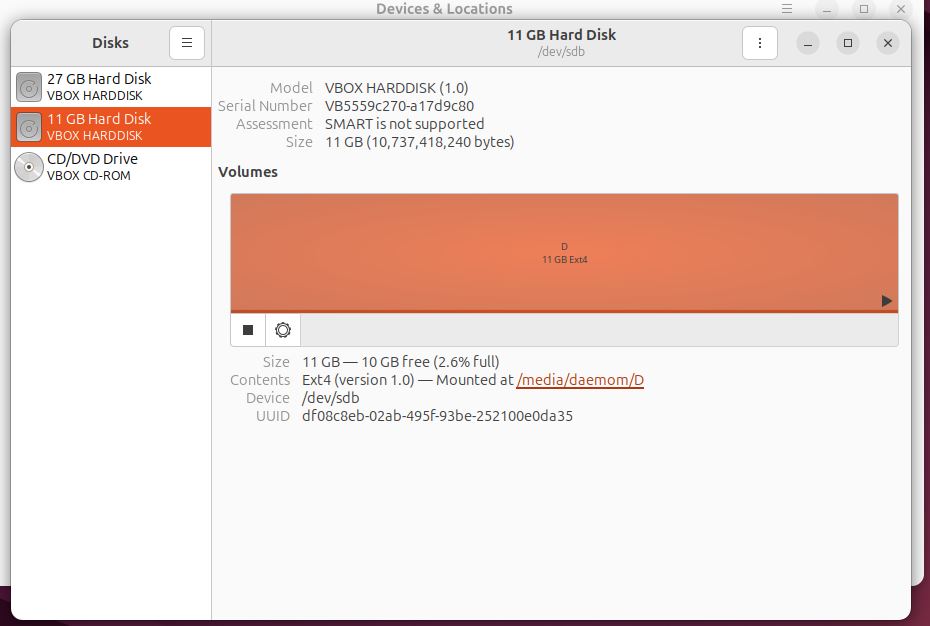 Devices & Locations
Disks
11 GB Hard Disk
/dev/sdb
27 GB Hard Disk
VBOX HARDDISK
11 GB Hard Disk
VBOX HARDDISK
CD/DVD Drive
VBOX CD-ROM
Model VBOX HARDDISK (1.0)
Serial Number VB5559c270-a17d9c80
Assessment SMART is not supported
Size 11 GB (10,737,418,240 bytes)
Volumes
D
11 GB Ext4
Size 11 GB — 10 GB free (2.6% full)
Contents Ext4 (version 1.0) — Mounted at /media/daemom/D
Device /dev/sdb
UUID df08c8eb-02ab-495f-93be-252100e0da35